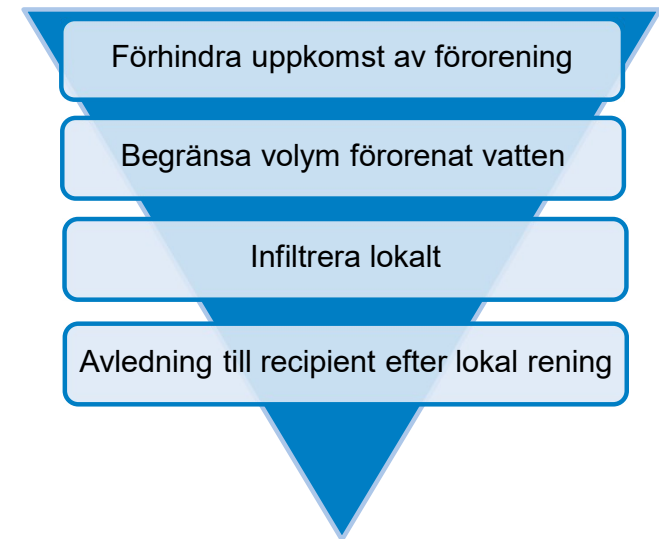 Förhindra uppkomst av förorening
Begränsa volym förorenat vatten
Infiltrera lokalt
Avledning till recipient efter lokal rening